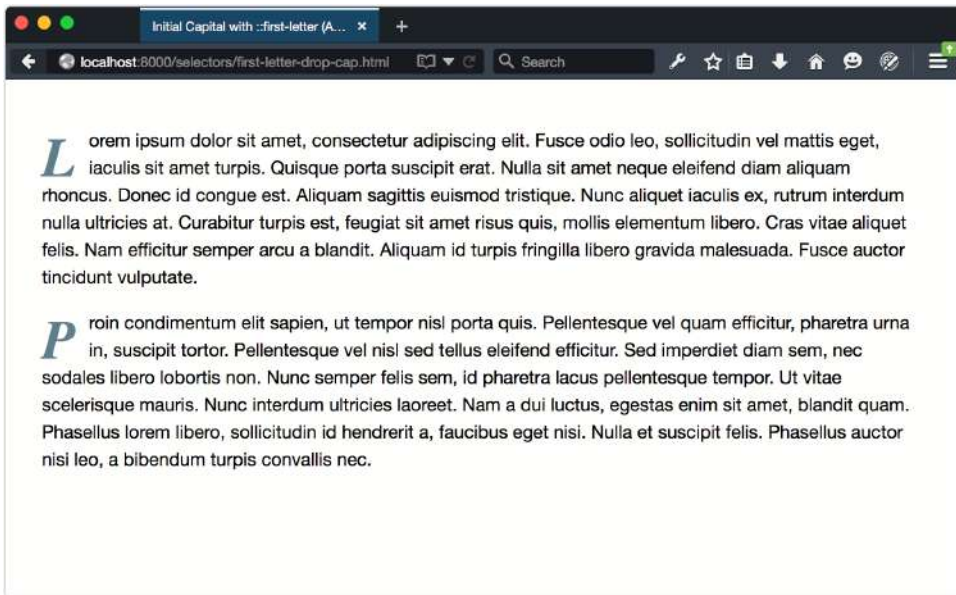 Initial Capital with ::first-letter (A...
localhost:8000/selectors/first-letter-drop-cap.html
Search
Lorem ipsum dolor sit amet, consectetur adipiscing elit. Fusce odio leo, sollicitudin vel mattis eget,
iaculis sit amet turpis. Quisque porta suscipit erat. Nulla sit amet neque eleifend diam aliquam
rhoncus. Donec id congue est. Aliquam sagittis euismod tristique. Nunc aliquet iaculis ex, rutrum interdum
nulla ultricies at. Curabitur turpis est, feugiat sit amet risus quis, mollis elementum libero. Cras vitae aliquet
felis. Nam efficitur semper arcu a blandit. Aliquam id turpis fringilla libero gravida malesuada. Fusce auctor
tincidunt vulputate.
Proin condimentum elit sapien, ut tempor nisl porta quis. Pellentesque vel quam efficitur, pharetra urna
in, suscipit tortor. Pellentesque vel nisl sed tellus eleifend efficitur. Sed imperdiet diam sem, nec
sodales libero lobortis non. Nunc semper felis sem, id pharetra lacus pellentesque tempor. Ut vitae
scelerisque mauris. Nunc interdum ultricies laoreet. Nam a dui luctus, egestas enim sit amet, blandit quam.
Phasellus lorem libero, sollicitudin id hendrerit a, faucibus eget nisi. Nulla et suscipit felis. Phasellus auctor
nisi leo, a bibendum turpis convallis nec.